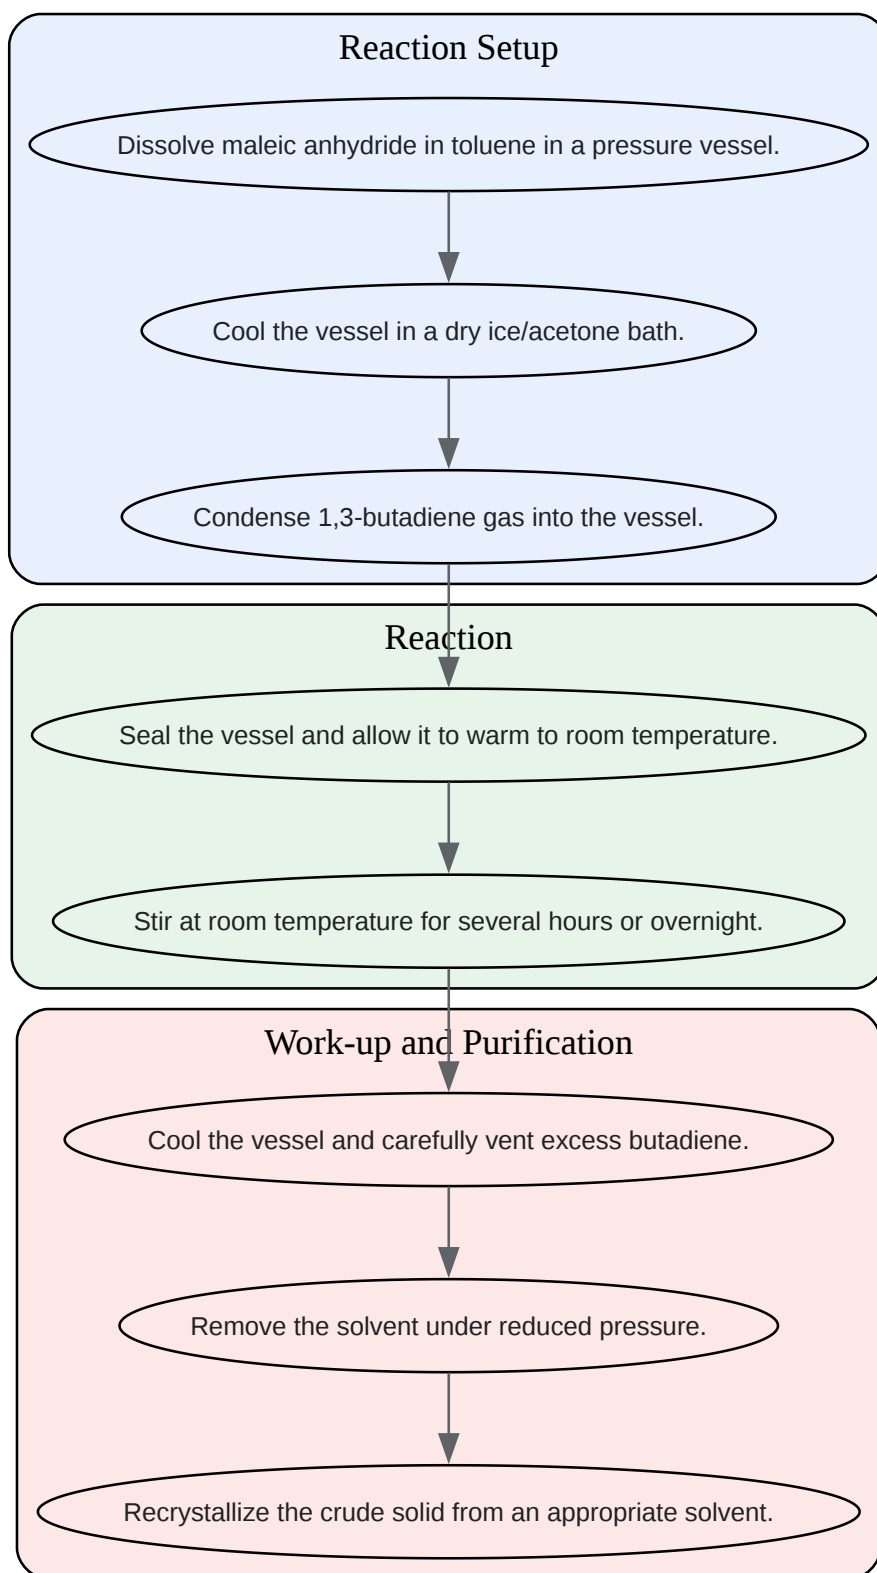 Reaction Setup
Dissolve maleic anhydride in toluene in a pressure vessel.
Cool the vessel in a dry ice/acetone bath.
Condense 1,3-butadiene gas into the vessel.
Reaction
Seal the vessel and allow it to warm to room temperature.
Stir at room temperature for several hours or overnight.
Work-up and Purification
Cool the vessel and carefully vent excess butadiene.
Remove the solvent under reduced pressure.
Recrystallize the crude solid from an appropriate solvent.